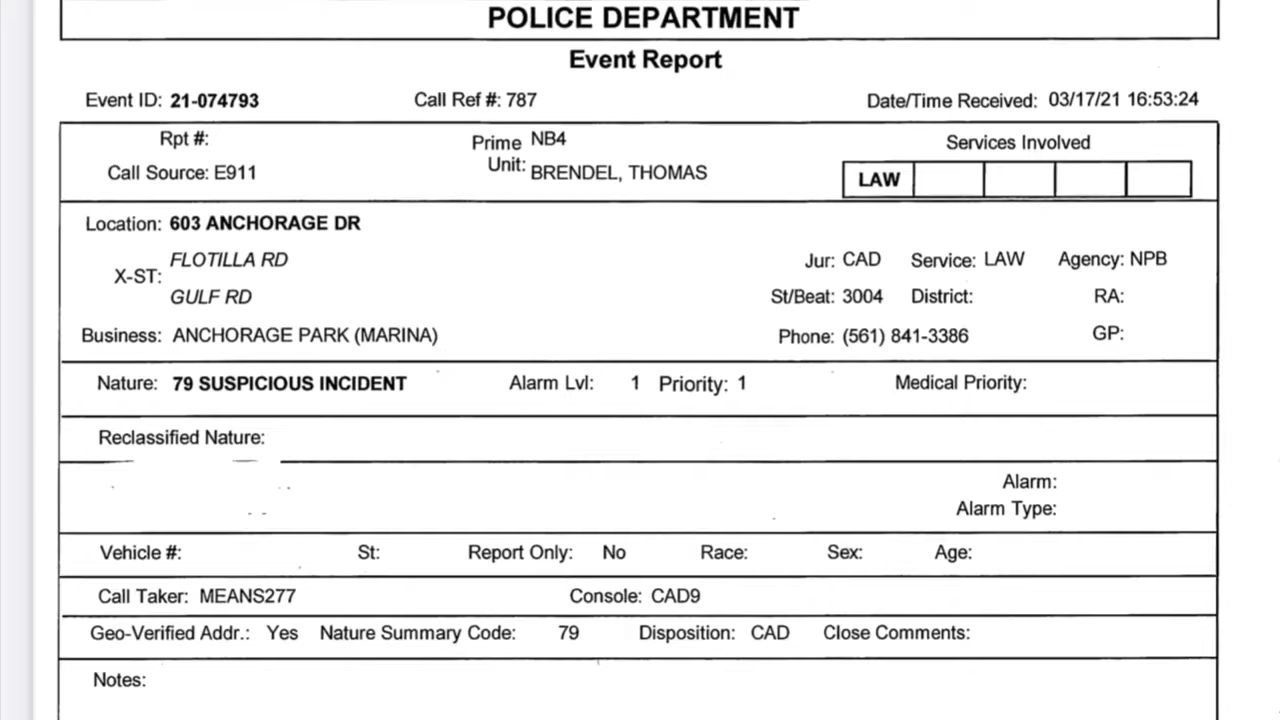 POLICE DEPARTMENT
Event Report
Event ID: 21-074793 Call Ref #: 787 Date/Time Received: 03/17/21 16:53:24
Rpt #: Prime NB4 Services Involved
Call Source: E911 Unit: BRENDEL, THOMAS LAW
Location: 603 ANCHORAGE DR
FLOTILLA RD Jur: CAD Service: LAW Agency: NPB
X-ST:
GULF RD St/Beat: 3004 District: RA:
Business: ANCHORAGE PARK (MARINA) Phone: (561) 841-3386 GP:
Nature: 79 SUSPICIOUS INCIDENT Alarm Lvl: 1 Priority: 1 Medical Priority:
Reclassified Nature:
Alarm:
Alarm Type:
Vehicle #: St: Report Only: No Race: Sex: Age:
Call Taker: MEANS277 Console: CAD9
Geo-Verified Addr.: Yes Nature Summary Code: 79 Disposition: CAD Close Comments:
Notes: